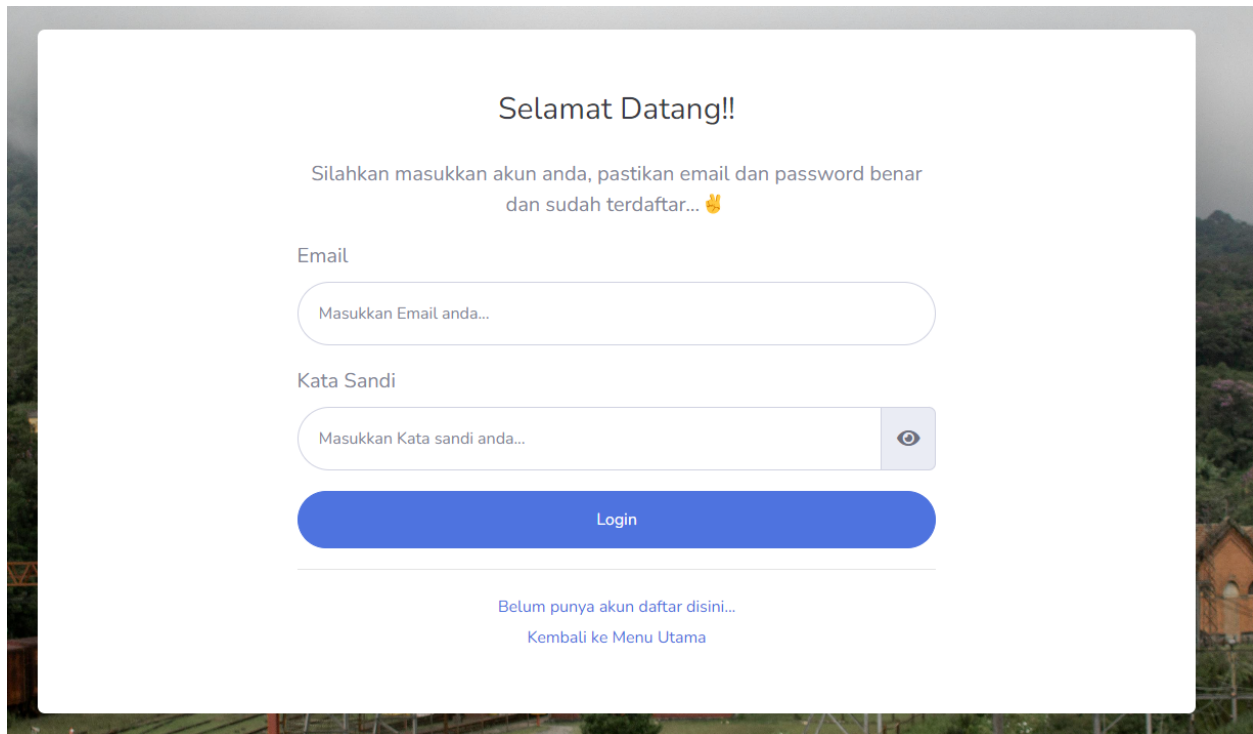 Selamat Datang!!
Silahkan masukkan akun anda, pastikan email dan password benar
dan sudah terdaftar...✌
Email
Masukkan Email anda...
Kata Sandi
Masukkan Kata sandi anda...
Login
Belum punya akun daftar disini...
Kembali ke Menu Utama